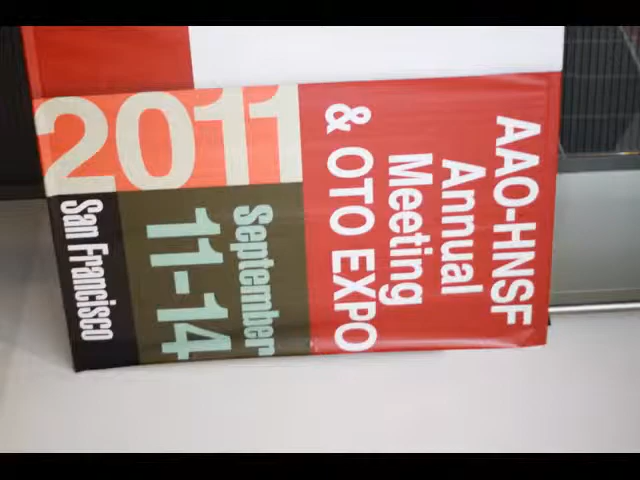 AAO-HNSF
Annual
Meeting
& OTO EXPO
September
11-14
2011
San Francisco